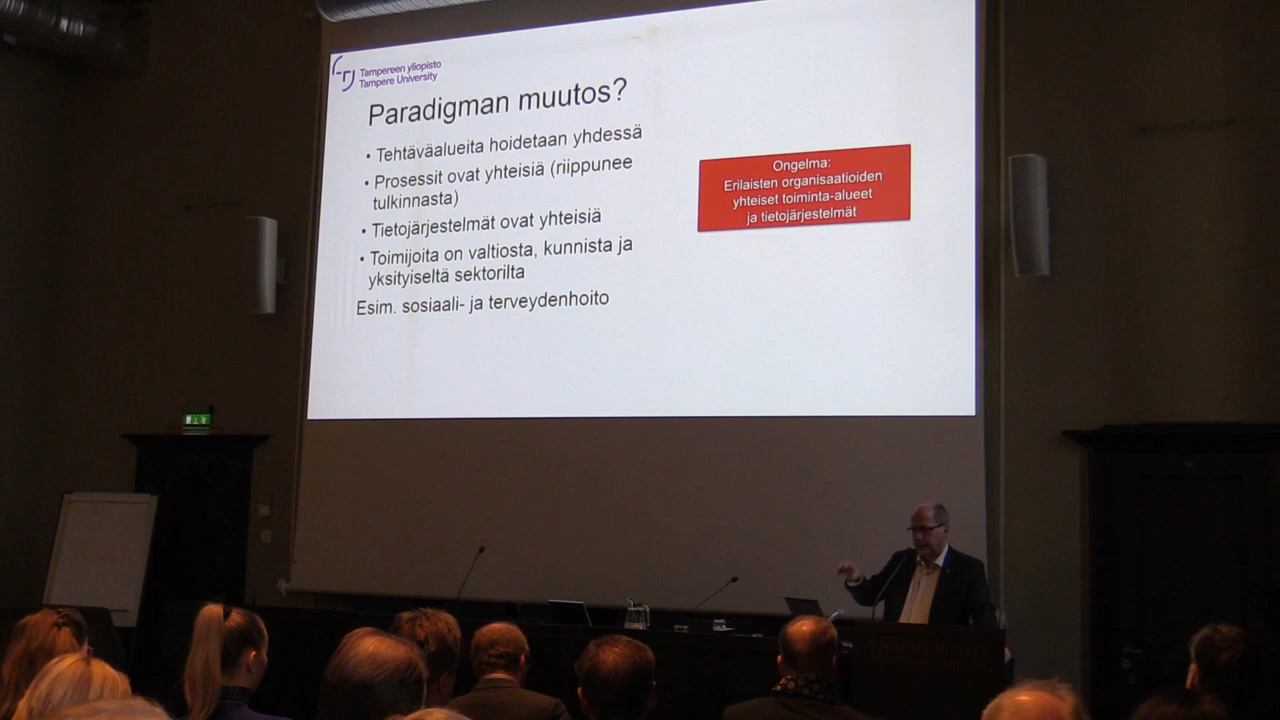 Tampereen yliopisto
Tampere University
Paradigman muutos?
• Tehtäväalueita hoidetaan yhdessä
• Prosessit ovat yhteisiä (riippunee
tulkinnasta)
• Tietojärjestelmät ovat yhteisiä
• Toimijoita on valtiosta, kunnista ja
yksityiseltä sektorilta
Esim. sosiaali- ja terveydenhoito
Ongelma:
Erilaisten organisaatioiden
yhteiset toiminta-alueet
ja tietojärjestelmät